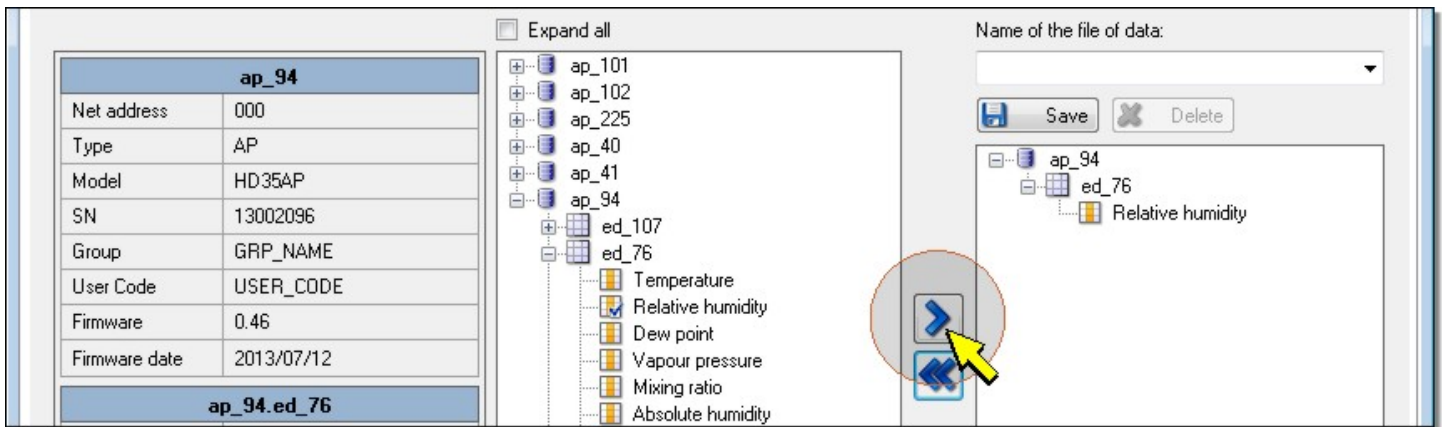 ap_94
Net address 000
Type AP
Model HD35AP
SN 13002096
Group GRP_NAME
User Code USER_CODE
Firmware 0.46
Firmware date 2013/07/12
ap_94.ed_76
Expand all
ap_101
ap_102
ap_225
ap_40
ap_41
ap_94
ed_107
ed_76
Temperature
Relative humidity
Dew point
Vapour pressure
Mixing ratio
Absolute humidity
Name of the file of data:
Save Delete
ap_94
ed_76
Relative humidity